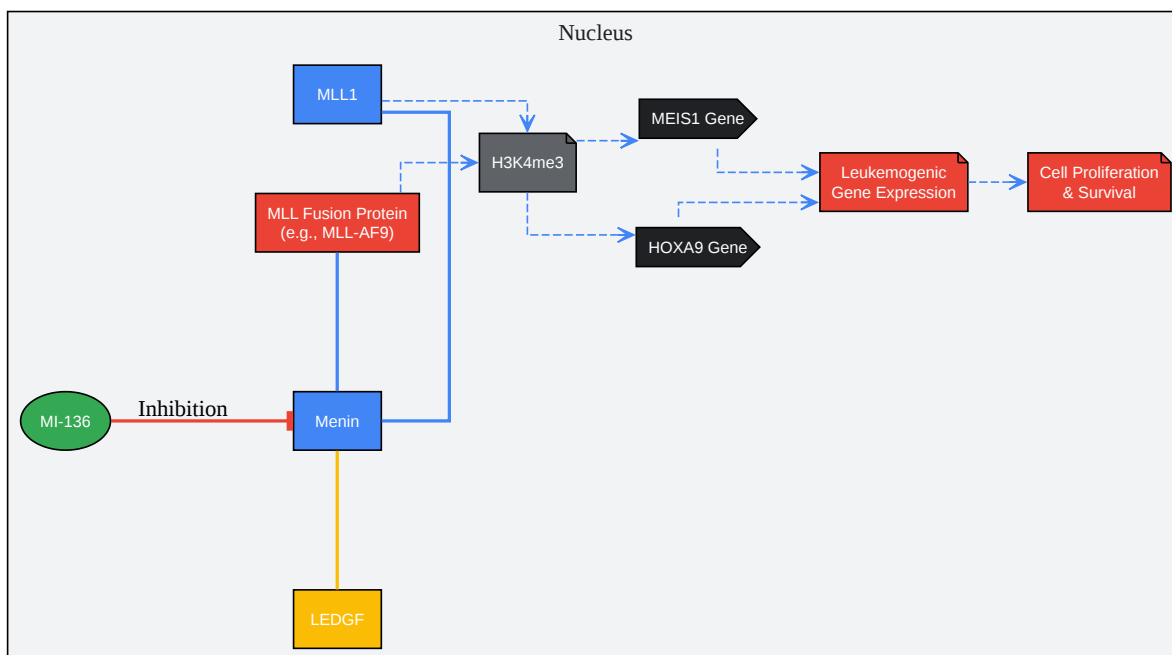 Nucleus
MLL1
MEIS1 Gene
H3K4me3
Leukemogenic
Gene Expression
Cell Proliferation
& Survival
MLL Fusion Protein
(e.g., MLL-AF9)
HOXA9 Gene
Inhibition
MI-136
Menin
LEDGF